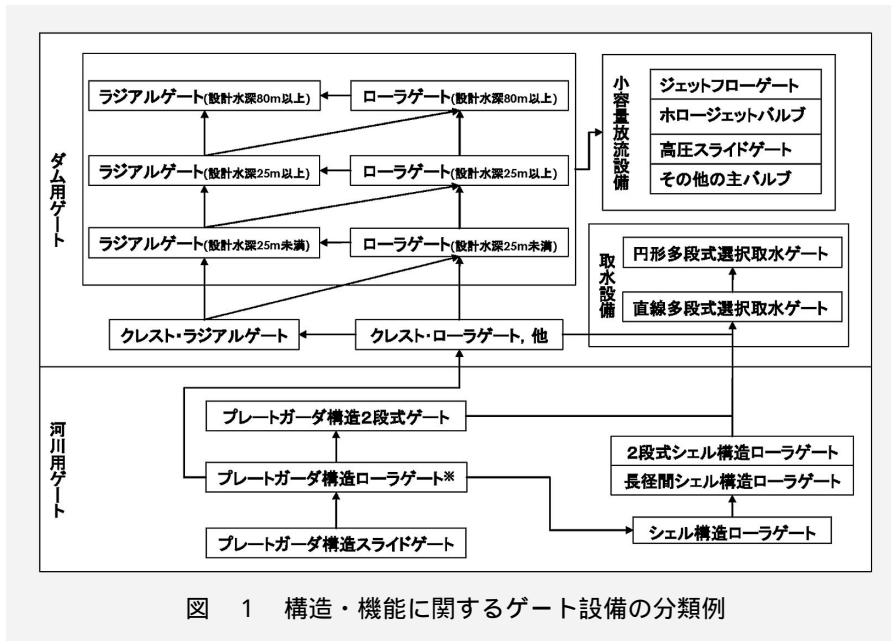 ダム用ゲート
ラジアルゲート(設計水深80m以上)
ローラゲート(設計水深80m以上)
ラジアルゲート(設計水深25m以上)
ローラゲート(設計水深25m以上)
ラジアルゲート(設計水深25m未満)
ローラゲート(設計水深25m未満)
クレスト・ラジアルゲート
クレスト・ローラゲート, 他
小容量放流設備
ジェットフローゲート
ホロージェットバルブ
高圧スライドゲート
その他の主バルブ
取水設備
円形多段式選択取水ゲート
直線多段式選択取水ゲート
河川用ゲート
プレートガーダ構造2段式ゲート
プレートガーダ構造ローラゲート※
プレートガーダ構造スライドゲート
2段式シェル構造ローラゲート
長径間シェル構造ローラゲート
シェル構造ローラゲート
図 1 構造・機能に関するゲート設備の分類例